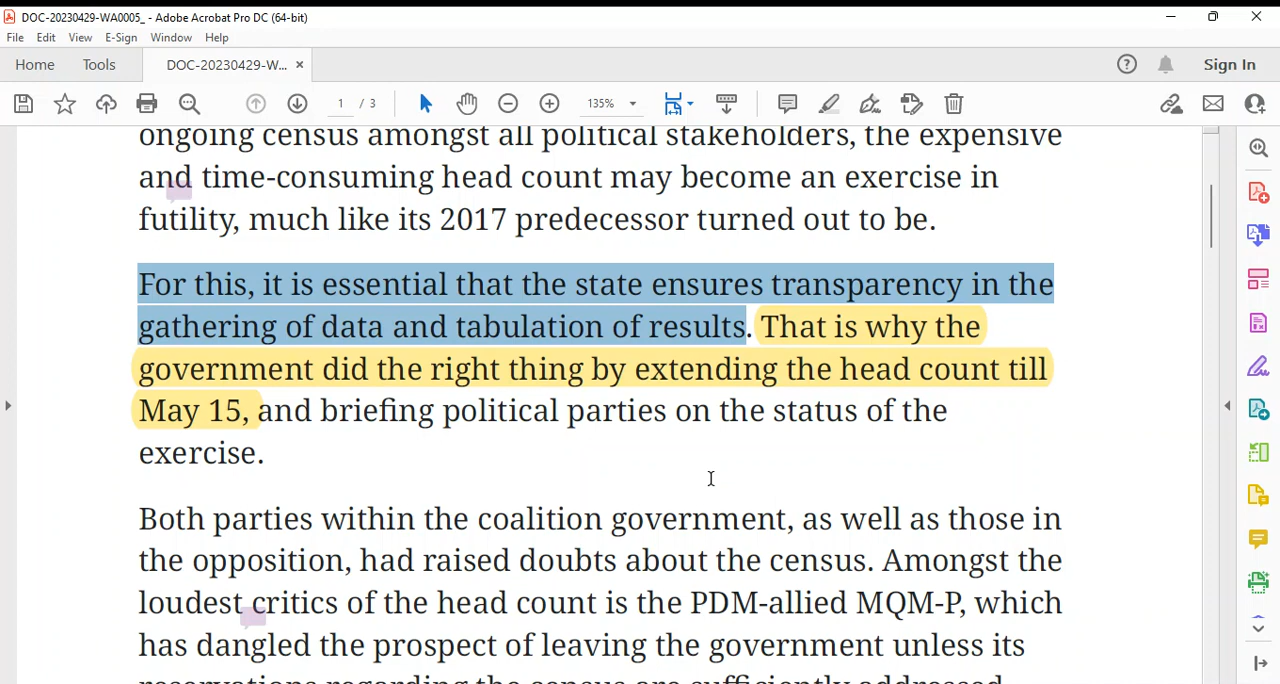 DOC-20230429-WA0005_ - Adobe Acrobat Pro DC (64-bit)
File Edit View E-Sign Window Help
Home Tools DOC-20230429-W... × Sign In
1 / 3 135%
ongoing census amongst all political stakeholders, the expensive
and time-consuming head count may become an exercise in
futility, much like its 2017 predecessor turned out to be.
For this, it is essential that the state ensures transparency in the
gathering of data and tabulation of results. That is why the
government did the right thing by extending the head count till
May 15, and briefing political parties on the status of the
exercise.
Both parties within the coalition government, as well as those in
the opposition, had raised doubts about the census. Amongst the
loudest critics of the head count is the PDM-allied MQM-P, which
has dangled the prospect of leaving the government unless its
reservations regarding the census are sufficiently addressed